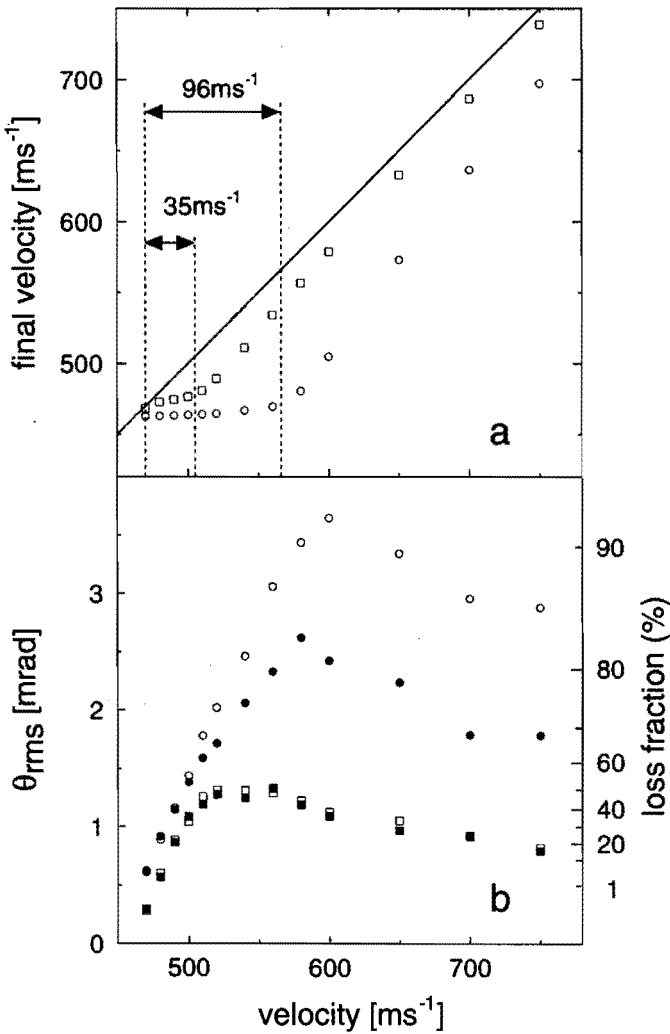 700
96ms-1
35ms-1
600
500
final velocity [ms-1]
a
3
2
1
0
θrms [mrad]
90
80
60
40
20
1
loss fraction (%)
b
500
600
700
velocity [ms-1]